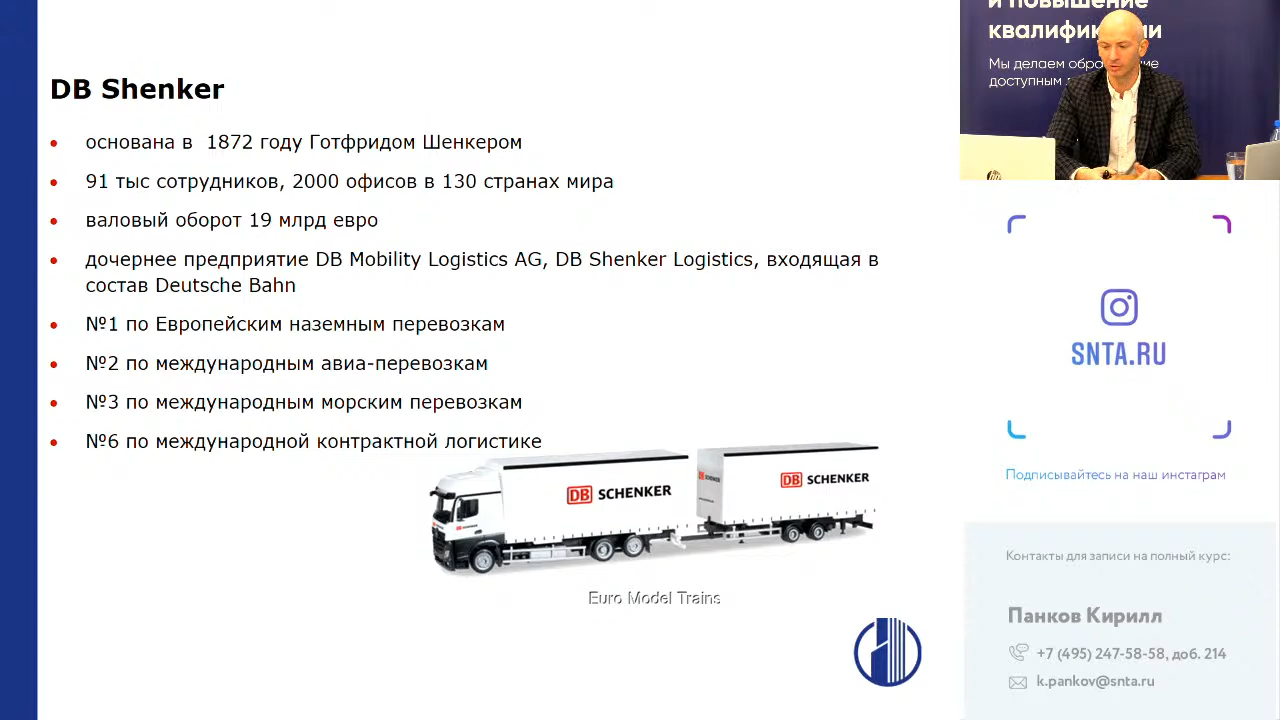 DB Shenker
• основана в 1872 году Готфридом Шенкером
• 91 тыс сотрудников, 2000 офисов в 130 странах мира
• валовый оборот 19 млрд евро
• дочернее предприятие DB Mobility Logistics AG, DB Shenker Logistics, входящая в
состав Deutsche Bahn
• №1 по Европейским наземным перевозкам
• №2 по международным авиа-перевозкам
• №3 по международным морским перевозкам
• №6 по международной контрактной логистике
DB SCHENKER
DB SCHENKER
Euro Model Trains
и повышение
квалификации
Мы делаем образование
доступным
hp
SNTA.RU
Подписывайтесь на наш инстаграм
Контакты для записи на полный курс:
Панков Кирилл
+7 (495) 247-58-58, доб. 214
k.pankov@snta.ru